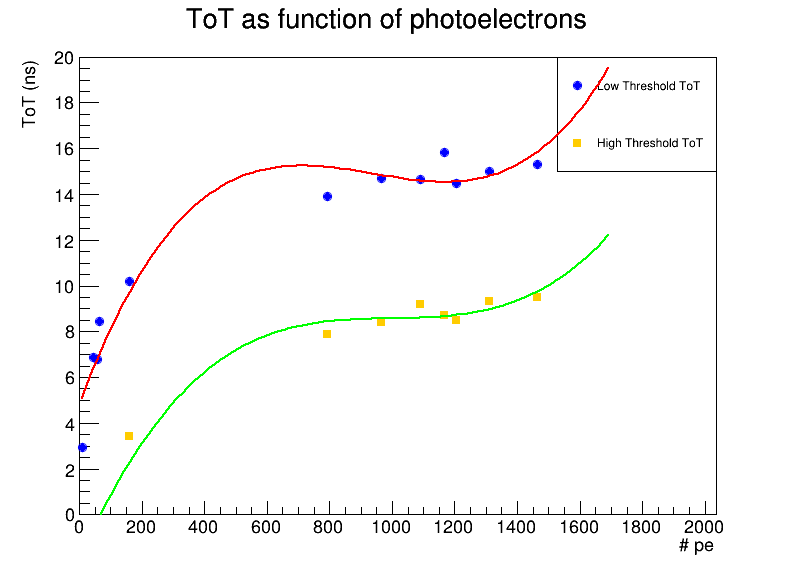 ToT as function of photoelectrons
ToT (ns)
20
18
16
14
12
10
8
6
4
2
0
Low Threshold ToT
High Threshold ToT
0 200 400 600 800 1000 1200 1400 1600 1800 2000
# pe